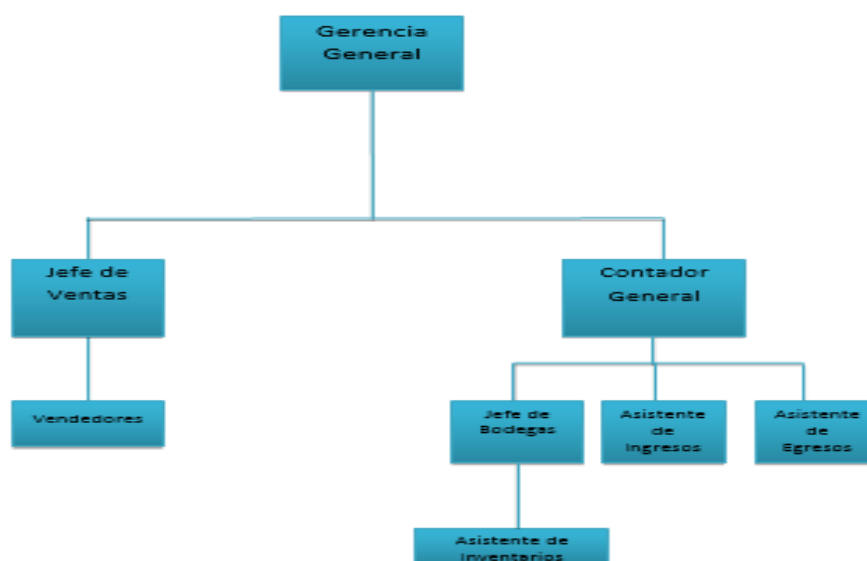 Gerencia
General
Jefe de
Ventas
Contador
General
Vendedores
Jefe de
Bodegas
Asistente
de
Ingresos
Asistente
de
Egresos
Asistente de
Inventarios